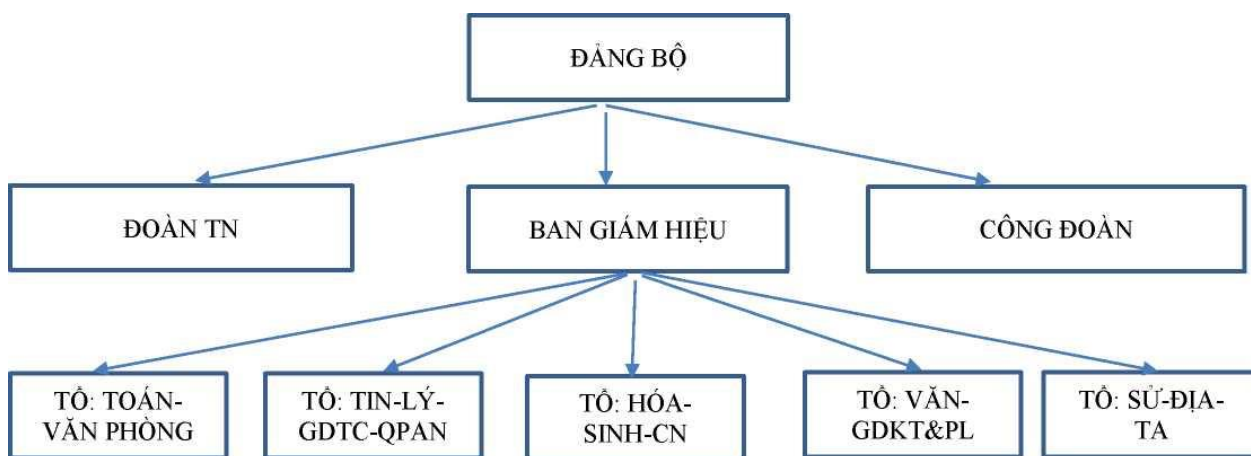 ĐẢNG BỘ
ĐOÀN TN
BAN GIÁM HIỆU
CÔNG ĐOÀN
TỔ: TOÁN-
VĂN PHÒNG
TỔ: TIN-LÝ-
GDTC-QPAN
TỔ: HÓA-
SINH-CN
TỔ: VĂN-
GDKT&PL
TỔ: SỬ-ĐỊA-
TA